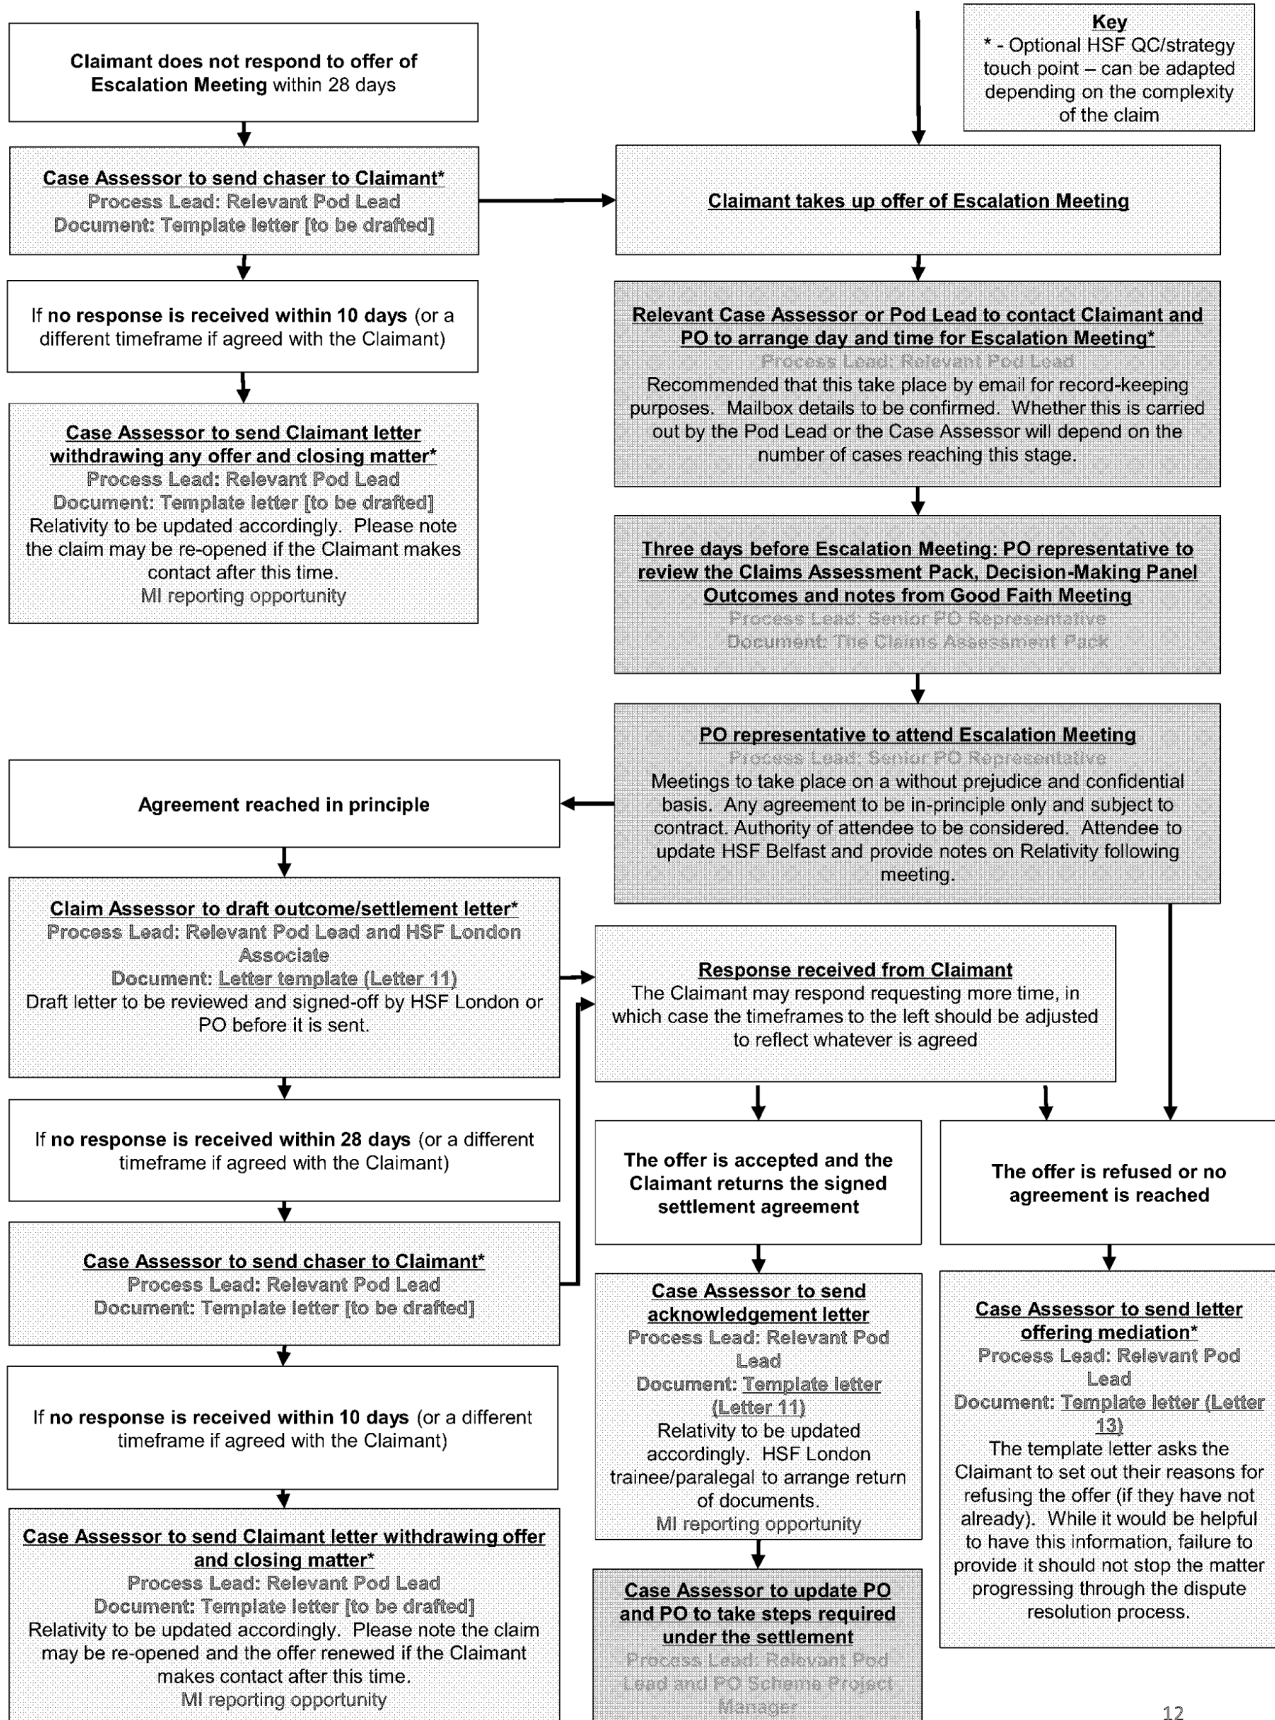 Key
* - Optional HSF QC/strategy
touch point – can be adapted
depending on the complexity
of the claim
Claimant does not respond to offer of
Escalation Meeting within 28 days
Case Assessor to send chaser to Claimant*
Process Lead: Relevant Pod Lead
Document: Template letter [to be drafted]
If no response is received within 10 days (or a
different timeframe if agreed with the Claimant)
Case Assessor to send Claimant letter
withdrawing any offer and closing matter*
Process Lead: Relevant Pod Lead
Document: Template letter [to be drafted]
Relativity to be updated accordingly. Please note
the claim may be re-opened if the Claimant makes
contact after this time.
MI reporting opportunity
Claimant takes up offer of Escalation Meeting
Relevant Case Assessor or Pod Lead to contact Claimant and
PO to arrange day and time for Escalation Meeting*
Process Lead: Relevant Pod Lead
Recommended that this take place by email for record-keeping
purposes. Mailbox details to be confirmed. Whether this is carried
out by the Pod Lead or the Case Assessor will depend on the
number of cases reaching this stage.
Three days before Escalation Meeting: PO representative to
review the Claims Assessment Pack, Decision-Making Panel
Outcomes and notes from Good Faith Meeting
Process Lead: Senior PO Representative
Document: The Claims Assessment Pack
PO representative to attend Escalation Meeting
Process Lead: Senior PO Representative
Meetings to take place on a without prejudice and confidential
basis. Any agreement to be in-principle only and subject to
contract. Authority of attendee to be considered. Attendee to
update HSF Belfast and provide notes on Relativity following
meeting.
Agreement reached in principle
Claim Assessor to draft outcome/settlement letter*
Process Lead: Relevant Pod Lead and HSF London
Associate
Document: Letter template (Letter 11)
Draft letter to be reviewed and signed-off by HSF London or
PO before it is sent.
If no response is received within 28 days (or a different
timeframe if agreed with the Claimant)
Case Assessor to send chaser to Claimant*
Process Lead: Relevant Pod Lead
Document: Template letter [to be drafted]
If no response is received within 10 days (or a different
timeframe if agreed with the Claimant)
Case Assessor to send Claimant letter withdrawing offer
and closing matter*
Process Lead: Relevant Pod Lead
Document: Template letter [to be drafted]
Relativity to be updated accordingly. Please note the claim
may be re-opened and the offer renewed if the Claimant
makes contact after this time.
MI reporting opportunity
Response received from Claimant
The Claimant may respond requesting more time, in
which case the timeframes to the left should be adjusted
to reflect whatever is agreed
The offer is accepted and the
Claimant returns the signed
settlement agreement
Case Assessor to send
acknowledgement letter
Process Lead: Relevant Pod
Lead
Document: Template letter
(Letter 11)
Relativity to be updated
accordingly. HSF London
trainee/paralegal to arrange return
of documents.
MI reporting opportunity
Case Assessor to update PO
and PO to take steps required
under the settlement
Process Lead: Relevant Pod
Lead and PO Scheme Project
Manager
The offer is refused or no
agreement is reached
Case Assessor to send letter
offering mediation*
Process Lead: Relevant Pod
Lead
Document: Template letter (Letter
13)
The template letter asks the
Claimant to set out their reasons for
refusing the offer (if they have not
already). While it would be helpful
to have this information, failure to
provide it should not stop the matter
progressing through the dispute
resolution process.
12